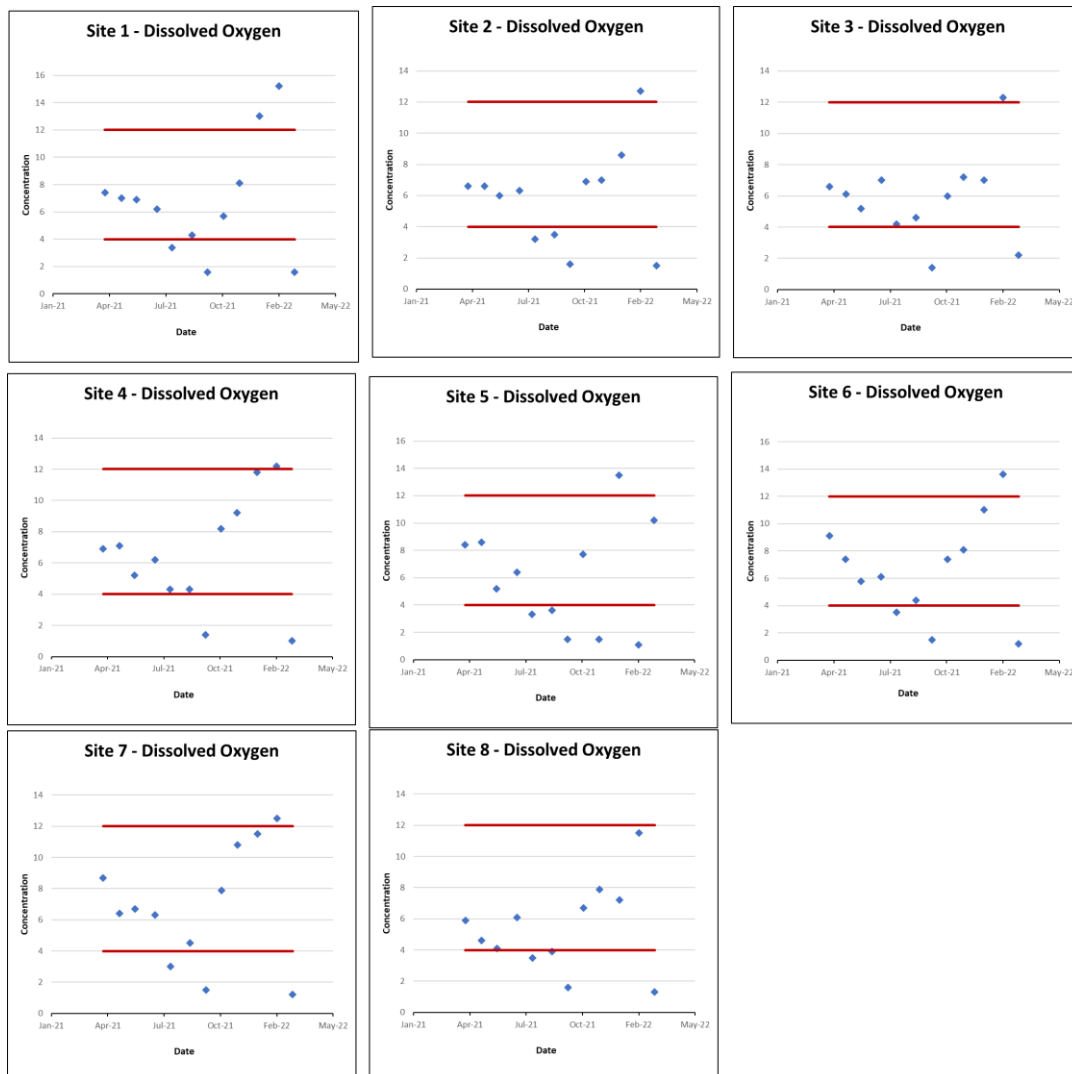 Site 1 - Dissolved Oxygen
16
14
12
10
8
6
4
2
0
Concentration
Jan-21 Apr-21 Jul-21 Oct-21 Feb-22 May-22
Date
Site 2 - Dissolved Oxygen
14
12
10
8
6
4
2
0
Concentration
Jan-21 Apr-21 Jul-21 Oct-21 Feb-22 May-22
Date
Site 3 - Dissolved Oxygen
14
12
10
8
6
4
2
0
Concentration
Jan-21 Apr-21 Jul-21 Oct-21 Feb-22 May-22
Date
Site 4 - Dissolved Oxygen
14
12
10
8
6
4
2
0
Concentration
Jan-21 Apr-21 Jul-21 Oct-21 Feb-22 May-22
Date
Site 5 - Dissolved Oxygen
16
14
12
10
8
6
4
2
0
Concentration
Jan-21 Apr-21 Jul-21 Oct-21 Feb-22 May-22
Date
Site 6 - Dissolved Oxygen
16
14
12
10
8
6
4
2
0
Concentration
Jan-21 Apr-21 Jul-21 Oct-21 Feb-22 May-22
Date
Site 7 - Dissolved Oxygen
14
12
10
8
6
4
2
0
Concentration
Jan-21 Apr-21 Jul-21 Oct-21 Feb-22 May-22
Date
Site 8 - Dissolved Oxygen
14
12
10
8
6
4
2
0
Concentration
Jan-21 Apr-21 Jul-21 Oct-21 Feb-22 May-22
Date